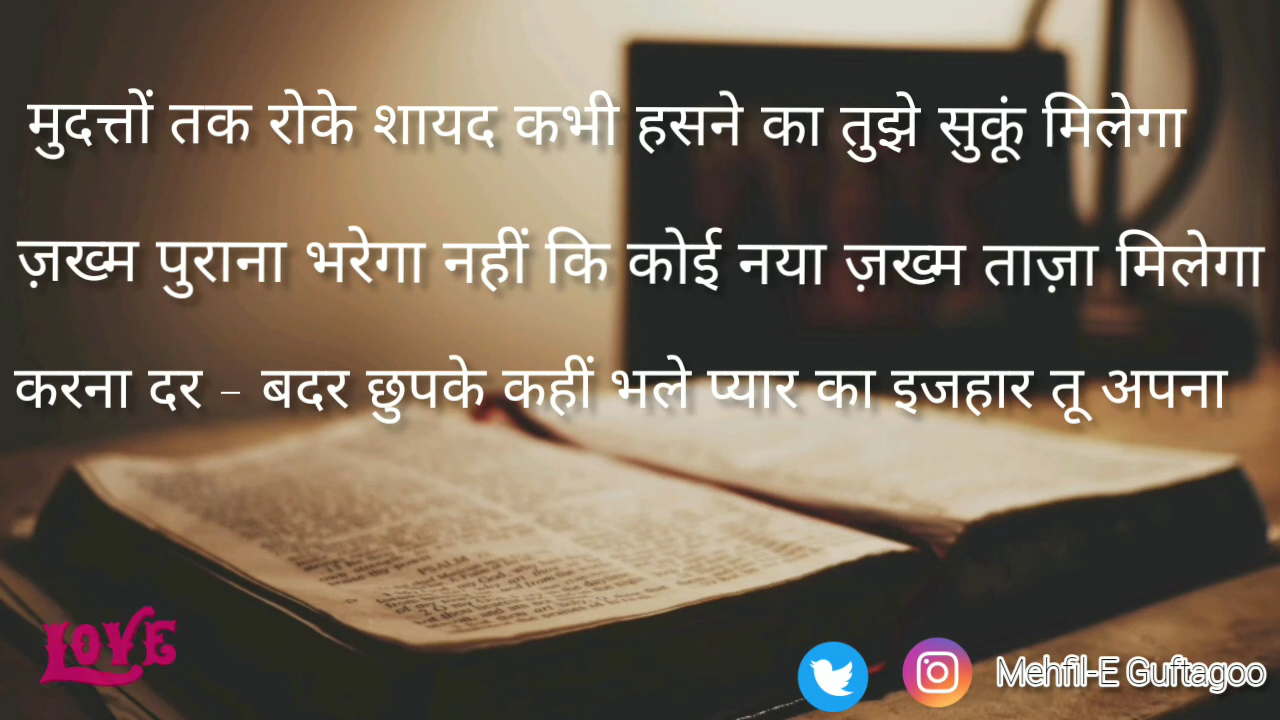 मुदत्तों तक रोके शायद कभी हसने का तुझे सुकूं मिलेगा
ज़ख्म पुराना भरेगा नहीं कि कोई नया ज़ख्म ताज़ा मिलेगा
करना दर - बदर छुपके कहीं भले प्यार का इजहार तू अपना
PSALM
LOVE
Mehfil-E Guftagoo